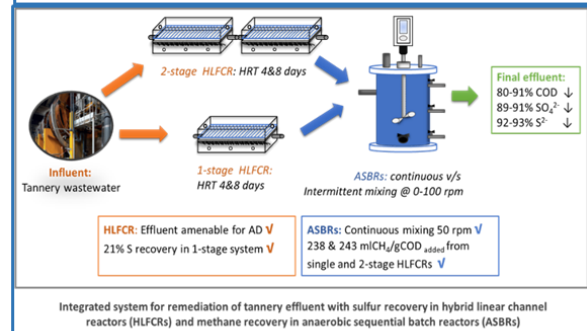 2-stage HLFCR: HRT 4&8 days
Influent:
Tannery wastewater
1-stage HLFCR:
HRT 4&8 days
ASBRs: continuous v/s
Intermittent mixing @ 0-100 rpm
Final effluent:
80-91% COD ↓
89-91% SO₄²⁻ ↓
92-93% S²⁻ ↓
HLFCR: Effluent amenable for AD √
21% S recovery in 1-stage system √
ASBRs: Continuous mixing 50 rpm √
238 & 243 mlCH₄/gCOD added from
single and 2-stage HLFCRs √
Integrated system for remediation of tannery effluent with sulfur recovery in hybrid linear channel
reactors (HLFCRs) and methane recovery in anaerobic sequential batch reactors (ASBRs)